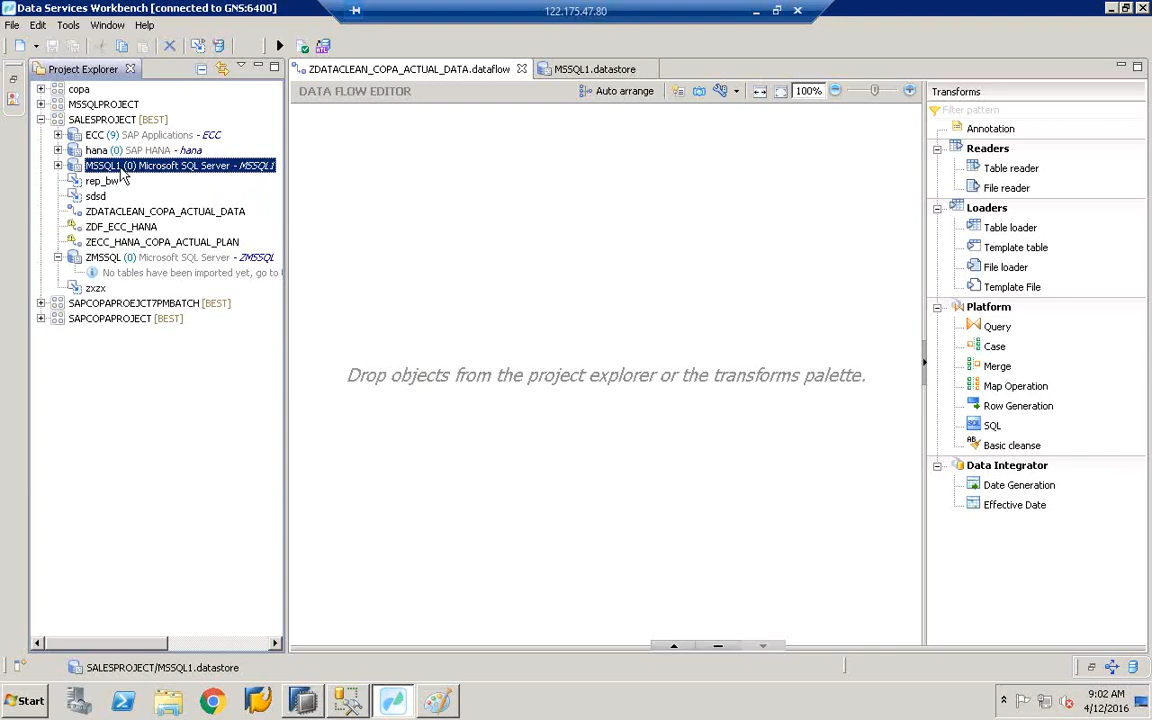 Data Services Workbench [connected to GNS:6400]
122.175.47.80
File Edit Tools Window Help
Project Explorer
ZDATACLEAN_COPA_ACTUAL_DATA.dataflow
MSSQL1.datastore
copa
MSSQLPROJECT
SALESPROJECT [BEST]
ECC (9) SAP Applications - ECC
hana (0) SAP HANA - hana
MSSQL1 (0) Microsoft SQL Server - MSSQL1
rep_bw
sdsd
ZDATACLEAN_COPA_ACTUAL_DATA
ZDF_ECC_HANA
ZECC_HANA_COPA_ACTUAL_PLAN
ZMSSQL (0) Microsoft SQL Server - ZMSSQL
No tables have been imported yet, go to
zxzx
SAPCOPAPROEJCT7PMBATCH [BEST]
SAPCOPAPROJECT [BEST]
DATA FLOW EDITOR
Auto arrange
100%
Drop objects from the project explorer or the transforms palette.
Transforms
Filter pattern
Annotation
Readers
Table reader
File reader
Loaders
Table loader
Template table
File loader
Template File
Platform
Query
Case
Merge
Map Operation
Row Generation
SQL
Basic cleanse
Data Integrator
Date Generation
Effective Date
SALESPROJECT/MSSQL1.datastore
Start
9:02 AM
4/12/2016